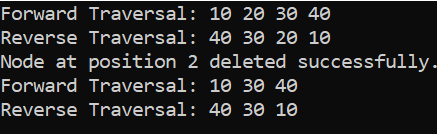 Forward Traversal: 10 20 30 40
Reverse Traversal: 40 30 20 10
Node at position 2 deleted successfully.
Forward Traversal: 10 30 40
Reverse Traversal: 40 30 10